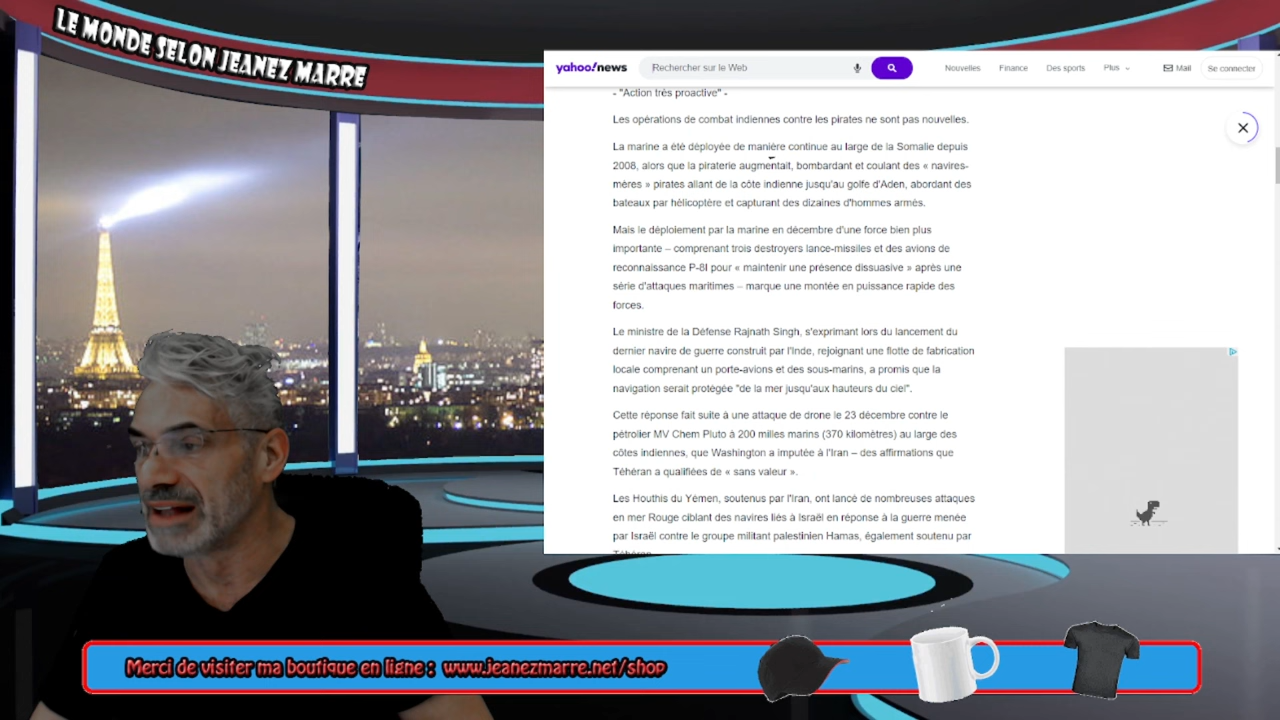 LE MONDE SELON JEANEZ MARRE
yahoo!news
Rechercher sur le Web
Nouvelles
Finance
Des sports
Plus
Mail
Se connecter
- "Action très proactive" -
Les opérations de combat indiennes contre les pirates ne sont pas nouvelles.
La marine a été déployée de manière continue au large de la Somalie depuis
2008, alors que la piraterie augmentait, bombardant et coulant des « navires-
mères » pirates allant de la côte indienne jusqu'au golfe d'Aden, abordant des
bateaux par hélicoptère et capturant des dizaines d'hommes armés.
Mais le déploiement par la marine en décembre d'une force bien plus
importante – comprenant trois destroyers lance-missiles et des avions de
reconnaissance P-8I pour « maintenir une présence dissuasive » après une
série d'attaques maritimes – marque une montée en puissance rapide des
forces.
Le ministre de la Défense Rajnath Singh, s'exprimant lors du lancement du
dernier navire de guerre construit par l'Inde, rejoignant une flotte de fabrication
locale comprenant un porte-avions et des sous-marins, a promis que la
navigation serait protégée "de la mer jusqu'aux hauteurs du ciel".
Cette réponse fait suite à une attaque de drone le 23 décembre contre le
pétrolier MV Chem Pluto à 200 milles marins (370 kilomètres) au large des
côtes indiennes, que Washington a imputée à l'Iran – des affirmations que
Téhéran a qualifiées de « sans valeur ».
Les Houthis du Yémen, soutenus par l'Iran, ont lancé de nombreuses attaques
en mer Rouge ciblant des navires liés à Israël en réponse à la guerre menée
par Israël contre le groupe militant palestinien Hamas, également soutenu par
Téhéran
Merci de visiter ma boutique en ligne : www.jeanezmarre.net/shop